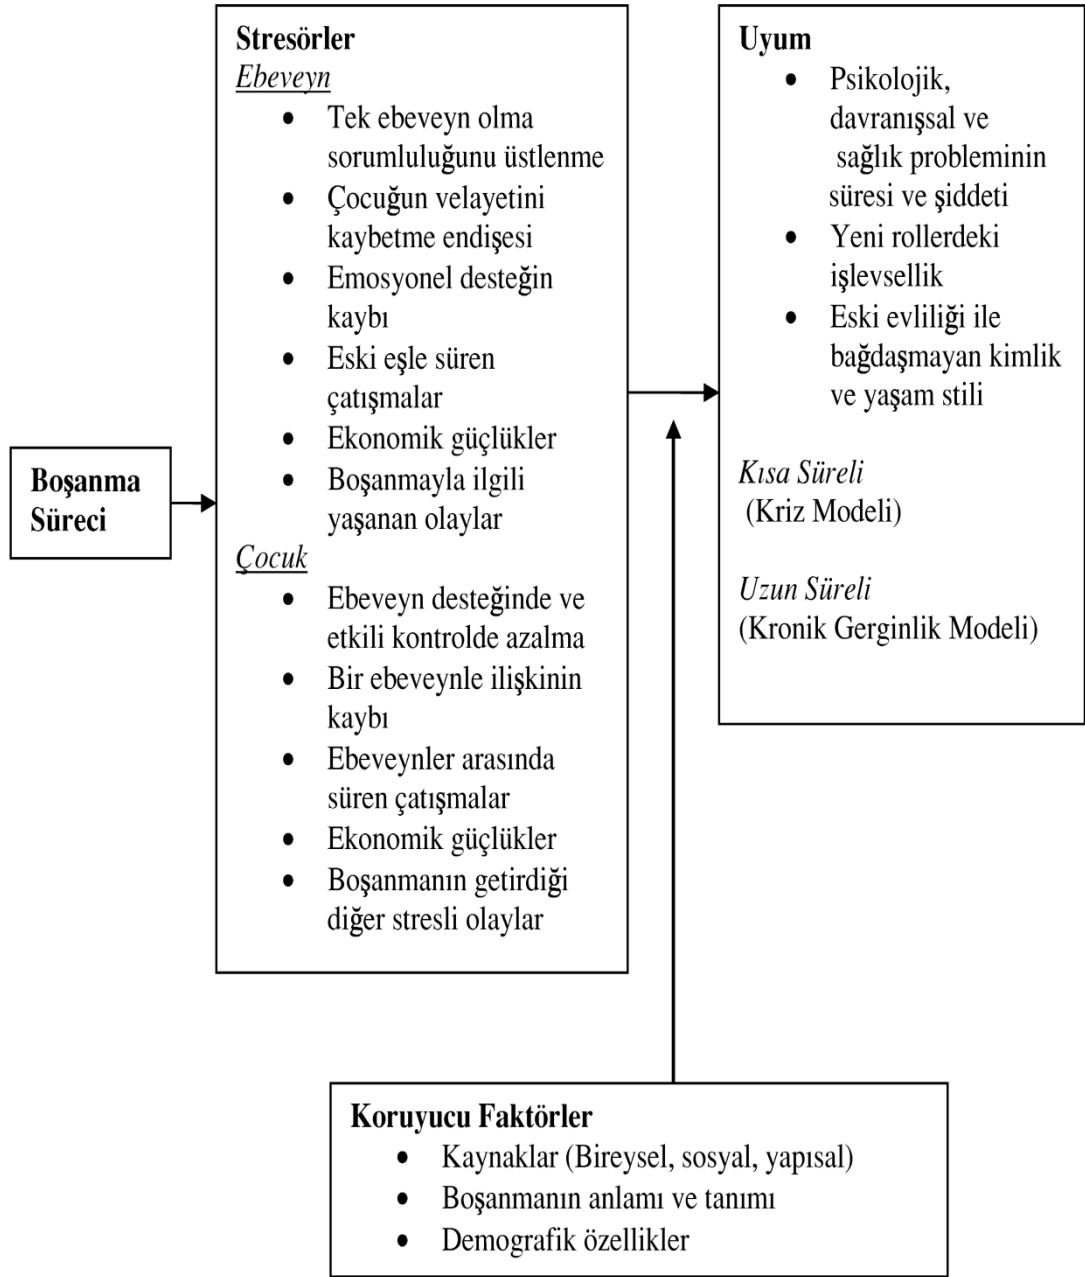 Boşanma
Süreci
Stresörler
Ebeveyn
• Tek ebeveyn olma
sorumluluğunu üstlenme
• Çocuğun velayetini
kaybetme endişesi
• Emosyonel desteğin
kaybı
• Eski eşle süren
çatışmalar
• Ekonomik güçlükler
• Boşanmayla ilgili
yaşanan olaylar
Çocuk
• Ebeveyn desteğinde ve
etkili kontrolde azalma
• Bir ebeveynle ilişkinin
kaybı
• Ebeveynler arasında
süren çatışmalar
• Ekonomik güçlükler
• Boşanmanın getirdiği
diğer stresli olaylar
Uyum
• Psikolojik,
davranışsal ve
sağlık probleminin
süresi ve şiddeti
• Yeni rollerdeki
işlevsellik
• Eski evliliği ile
bağdaşmayan kimlik
ve yaşam stili
Kısa Süreli
(Kriz Modeli)
Uzun Süreli
(Kronik Gerginlik Modeli)
Koruyucu Faktörler
• Kaynaklar (Bireysel, sosyal, yapısal)
• Boşanmanın anlamı ve tanımı
• Demografik özellikler